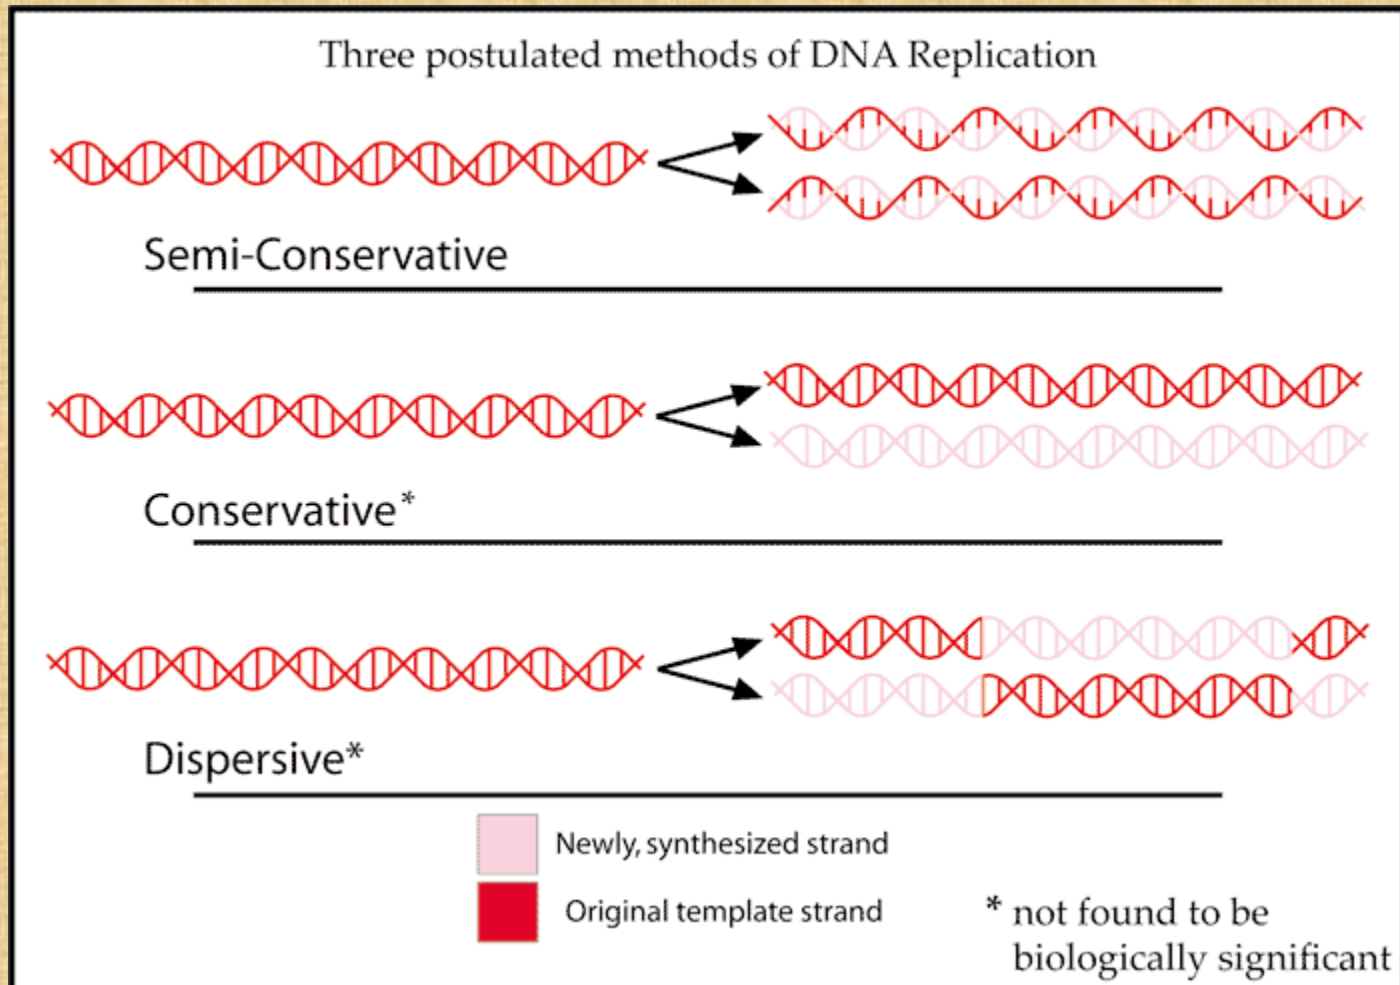 Three postulated methods of DNA Replication
Semi-Conservative
Conservative*
Dispersive*
Newly, synthesized strand
Original template strand
* not found to be
biologically significant